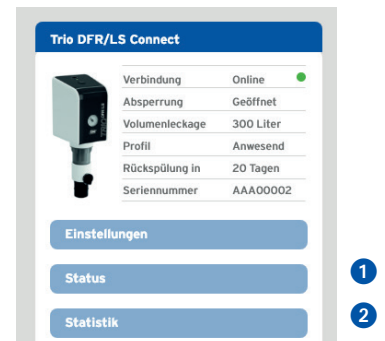 Trio DFR/LS Connect
Verbindung Online
Absperrung Geöffnet
Volumenleckage 300 Liter
Profil Anwesend
Rückspülung in 20 Tagen
Seriennummer AAA00002
Einstellungen
Status 1
Statistik 2